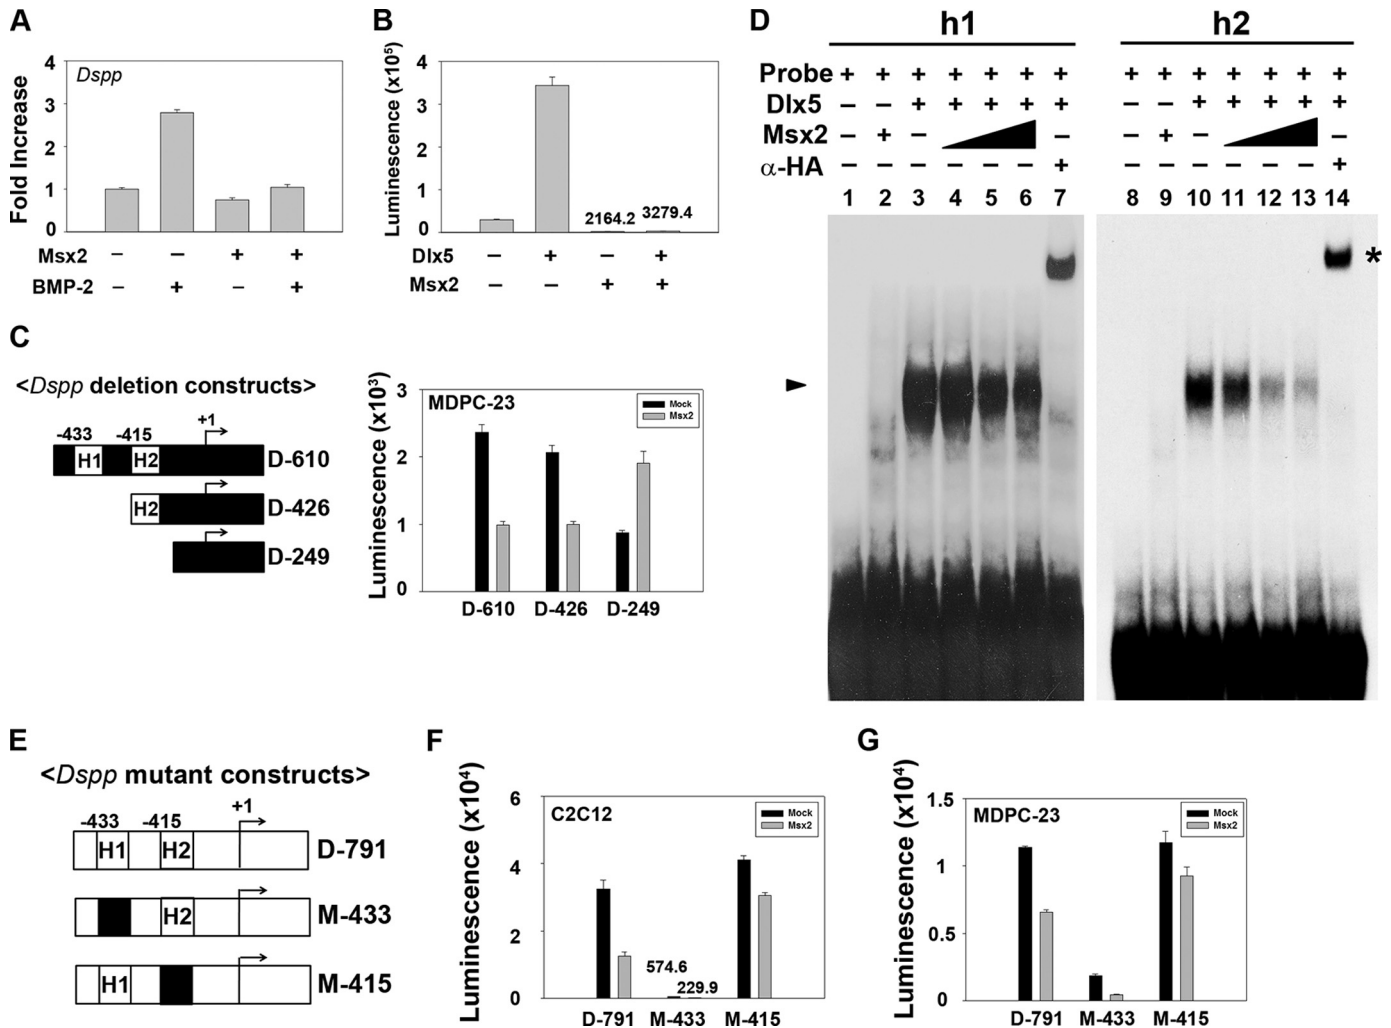 A
Dspp
Fold Increase
4
3
2
1
0
Msx2 – – + +
BMP-2 – + – +
B
Luminescence (x10⁵)
4
3
2
1
0
2164.2
3279.4
Dlx5 – + – +
Msx2 – – + +
C
<Dspp deletion constructs>
+1
-433
-415
H1
H2
D-610
H2
D-426
D-249
Luminescence (x10³)
3
2
1
0
MDPC-23
Mock
Msx2
D-610 D-426 D-249
D
h1
h2
Probe + + + + + + + + + + + + + +
Dlx5 – – + + + + + – – + + + + +
Msx2 – + – – – + – –
α-HA – – – – – – + – – – – – – +
1 2 3 4 5 6 7 8 9 10 11 12 13 14
*
E
<Dspp mutant constructs>
+1
-433
-415
H1
H2
D-791
H2
M-433
H1
M-415
F
Luminescence (x10⁴)
6
4
2
0
C2C12
Mock
Msx2
574.6
229.9
D-791 M-433 M-415
G
Luminescence (x10⁴)
1.5
1
0.5
0
MDPC-23
Mock
Msx2
D-791 M-433 M-415